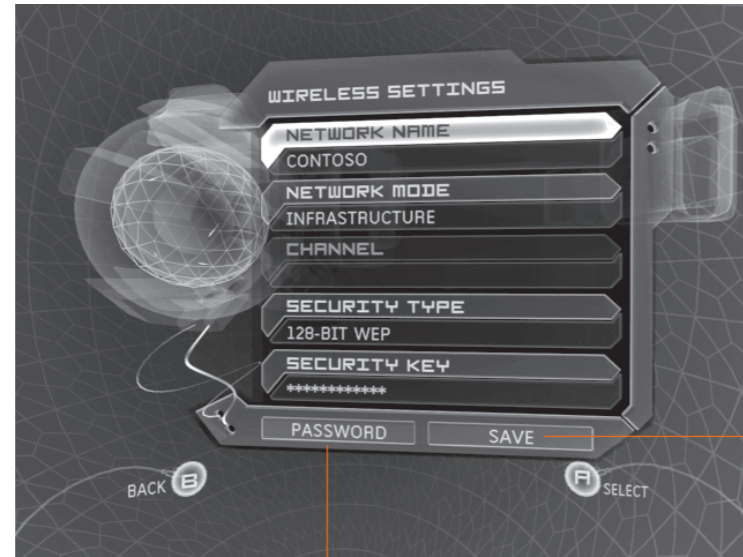 WIRELESS SETTINGS
NETWORK NAME
CONTOSO
NETWORK MODE
INFRASTRUCTURE
CHANNEL
SECURITY TYPE
128-BIT WEP
SECURITY KEY
************
PASSWORD SAVE
BACK B A SELECT